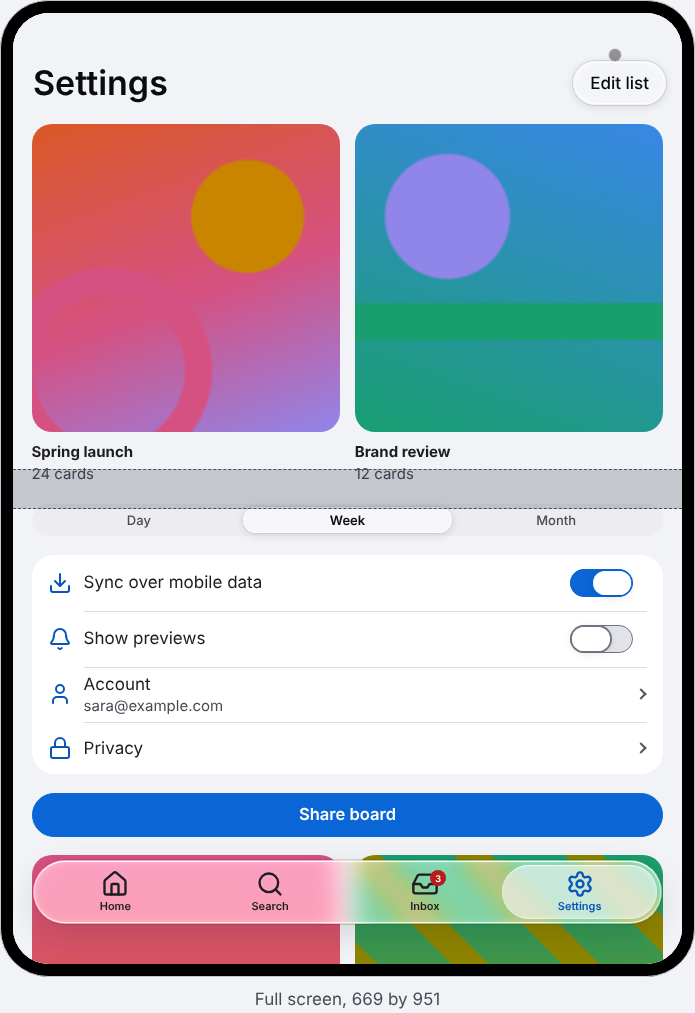 Settings
Edit list
Spring launch
24 cards
Brand review
12 cards
Day
Week
Month
Sync over mobile data
Show previews
Account
sara@example.com
Privacy
Share board
Home
Search
3
Inbox
Settings
Full screen, 669 by 951